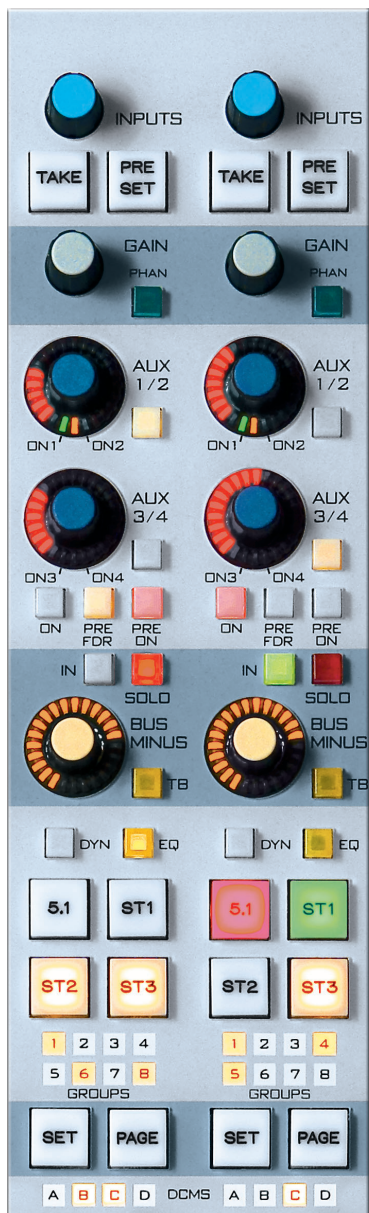 INPUTS INPUTS
TAKE PRE SET TAKE PRE SET
GAIN GAIN
PHAN PHAN
AUX 1/2 AUX 1/2
ON1 ON2 ON1 ON2
AUX 3/4 AUX 3/4
ON3 ON4 ON3 ON4
ON PRE FDR PRE ON ON PRE FDR PRE ON
IN SOLO IN SOLO
BUS MINUS BUS MINUS
TB TB
DYN EQ DYN EQ
5.1 ST1 5.1 ST1
ST2 ST3 ST2 ST3
1 2 3 4 1 2 3 4
5 6 7 8 5 6 7 8
GROUPS GROUPS
SET PAGE SET PAGE
A B C D DCMS A B C D